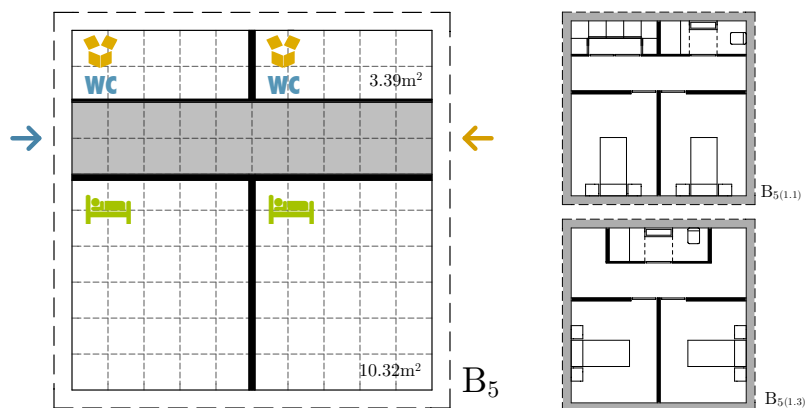 WC
WC
3.39m²
10.32m²
B₅
B₅₍₁.₁₎
B₅₍₁.₃₎